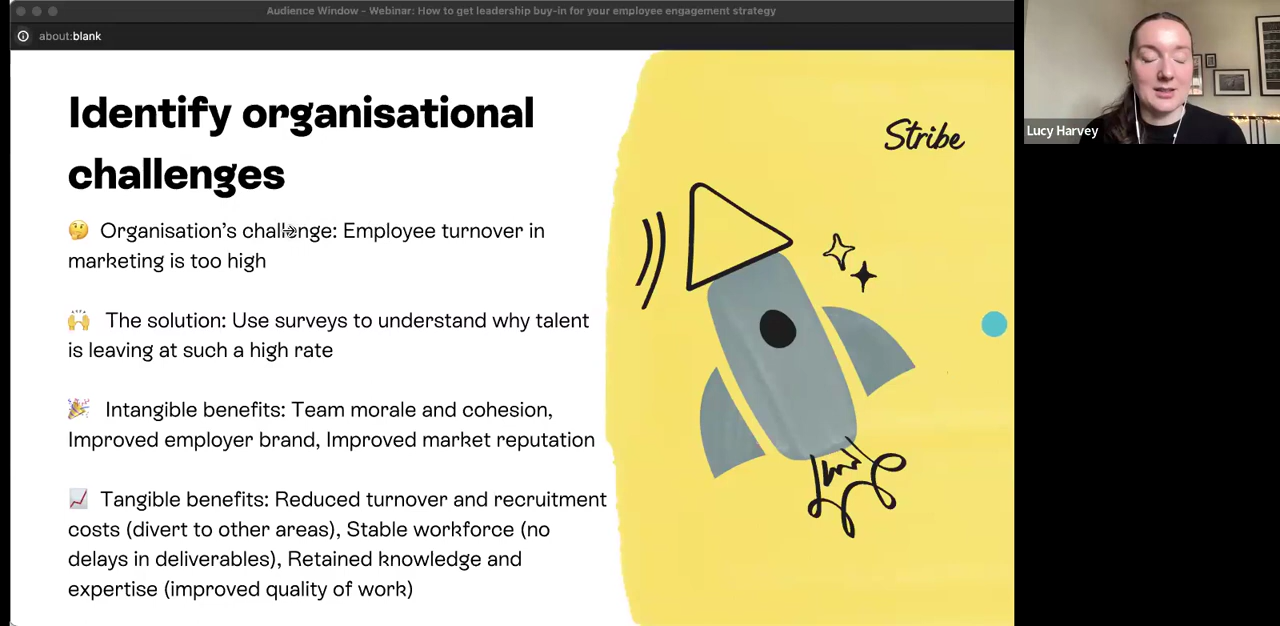 Audience Window - Webinar: How to get leadership buy-in for your employee engagement strategy
about:blank
Identify organisational
challenges
🤔 Organisation's challenge: Employee turnover in
marketing is too high
🙌 The solution: Use surveys to understand why talent
is leaving at such a high rate
🎉 Intangible benefits: Team morale and cohesion,
Improved employer brand, Improved market reputation
📈 Tangible benefits: Reduced turnover and recruitment
costs (divert to other areas), Stable workforce (no
delays in deliverables), Retained knowledge and
expertise (improved quality of work)
Stribe
Lucy Harvey